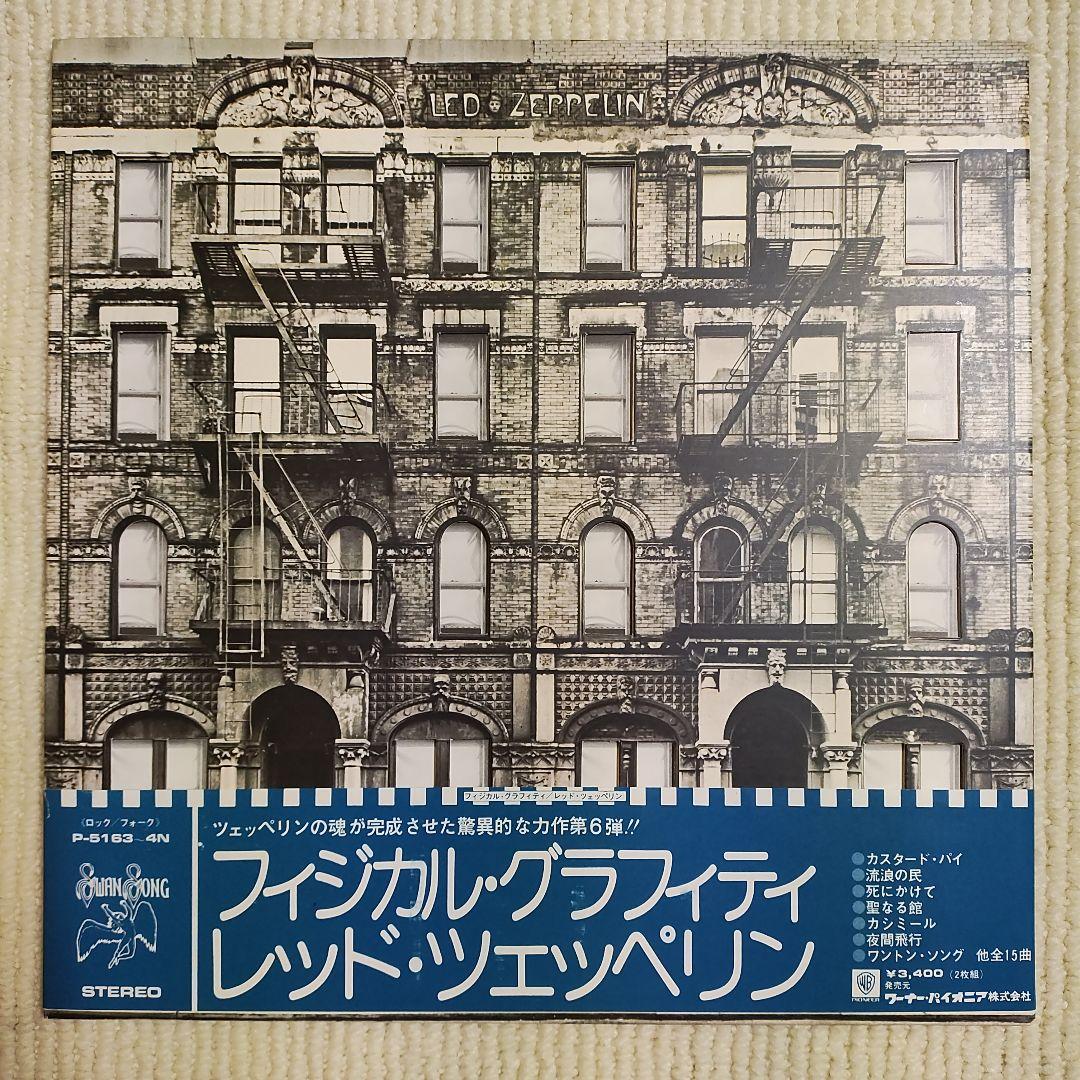 LED ZEPPELIN
フィジカル・グラフィティ/レッド・ツェッペリン
《ロック/フォーク》
P-5163~4N
SWAN SONG
STEREO
ツェッペリンの魂が完成させた驚異的な力作第6弾!!
フィジカル・グラフィティ
レッド・ツェッペリン
●カスタード・パイ
●流浪の民
●死にかけて
●聖なる館
●カシミール
●夜間飛行
●ワントン・ソング 他全15曲
WB
PIONEER
¥3,400 (2枚組)
発売元
ワーナー・パイオニア株式会社